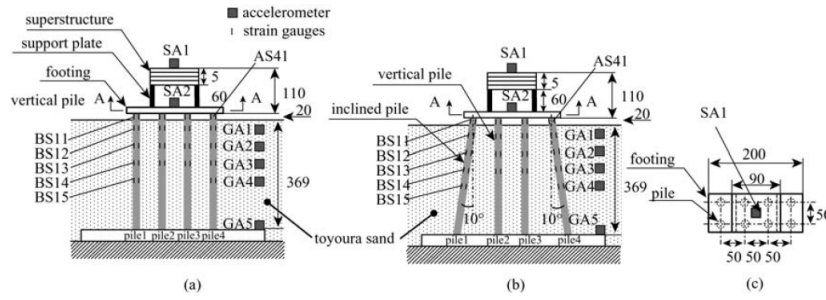 superstructure
support plate
footing
vertical pile
accelerometer
strain gauges
SA1
SA2
AS41
5
60
110
20
A
A
BS11
BS12
BS13
BS14
BS15
GA1
GA2
GA3
GA4
GA5
369
pile1
pile2
pile3
pile4
toyoura sand
(a)
SA1
AS41
vertical pile
inclined pile
SA2
5
60
110
20
A
A
BS11
BS12
BS13
BS14
BS15
GA1
GA2
GA3
GA4
GA5
369
10°
10°
pile1
pile2
pile3
pile4
(b)
SA1
footing
pile
200
90
50
50
50
50
(c)